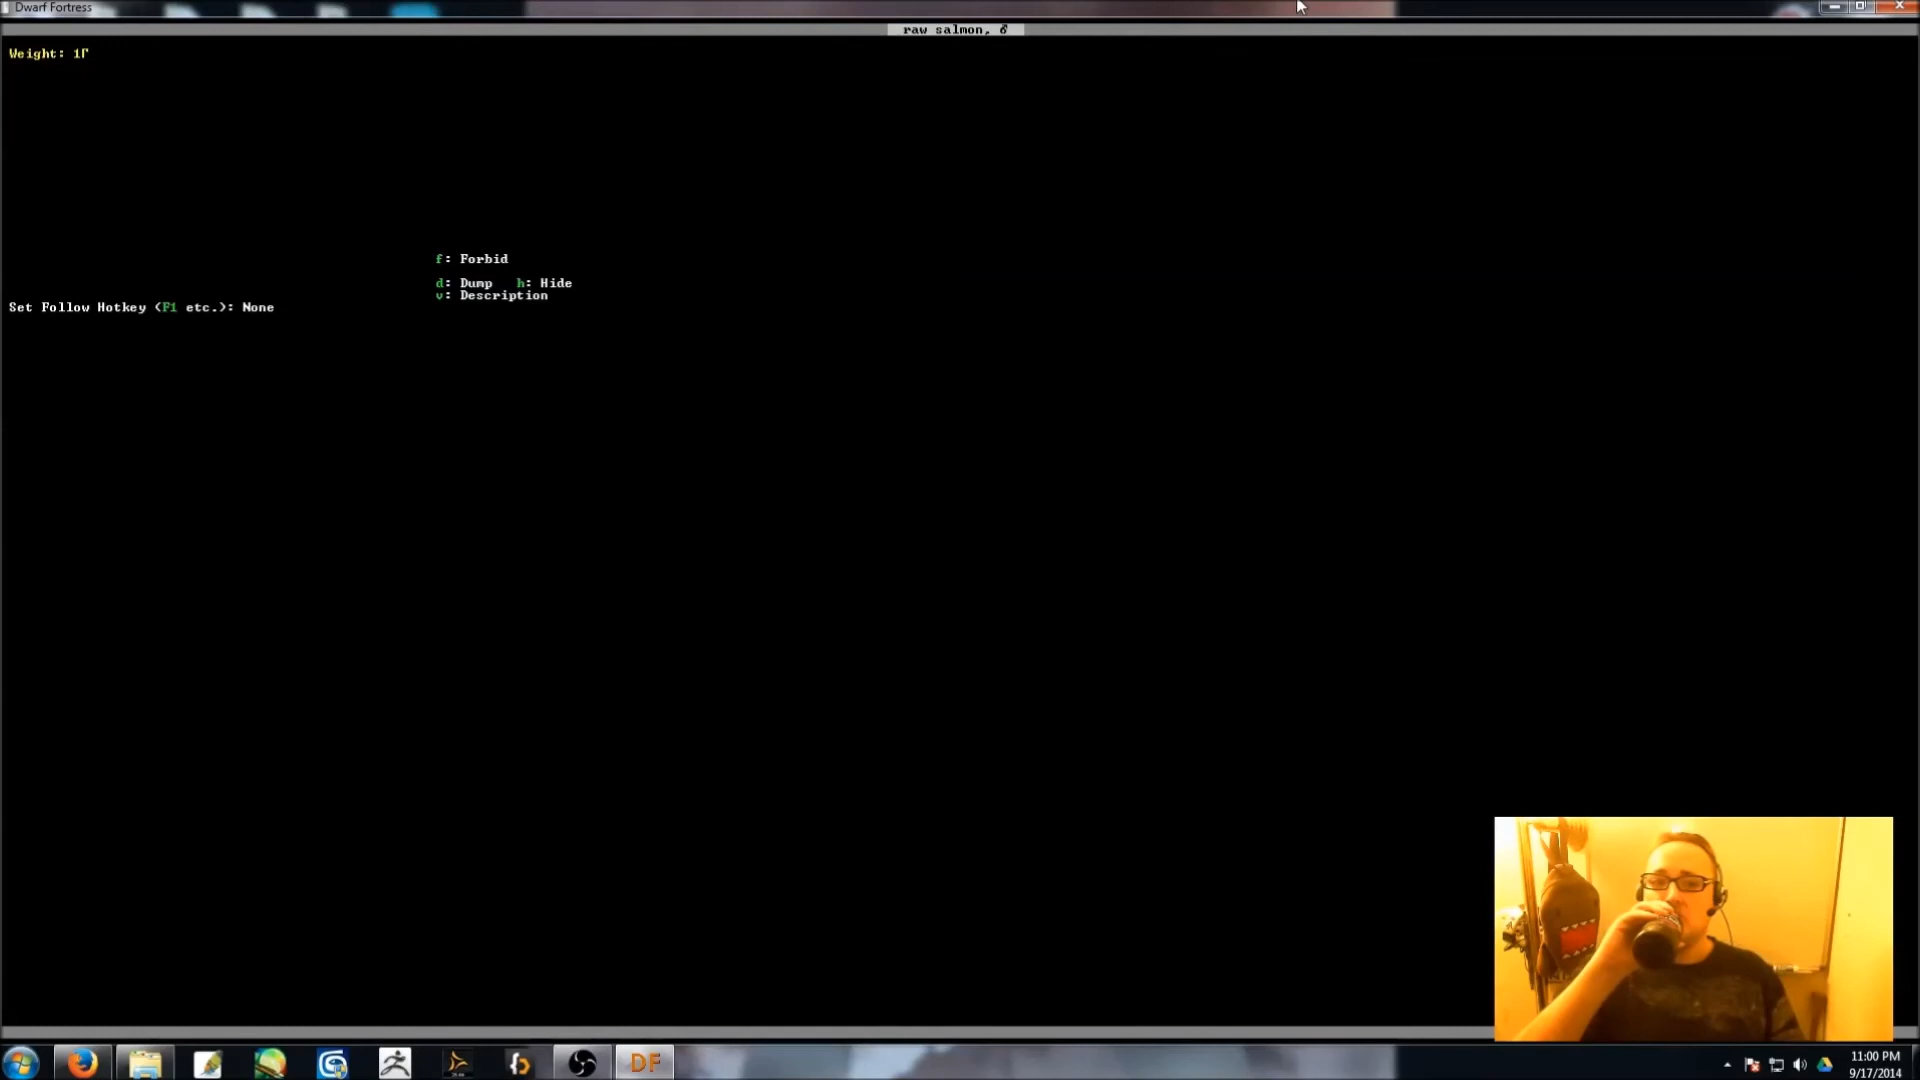 Dwarf Fortress
raw salmon, ♂
Weight: 1Γ
f: Forbid
d: Dump h: Hide
v: Description
Set Follow Hotkey (F1 etc.): None
DF
11:00 PM
9/17/2014